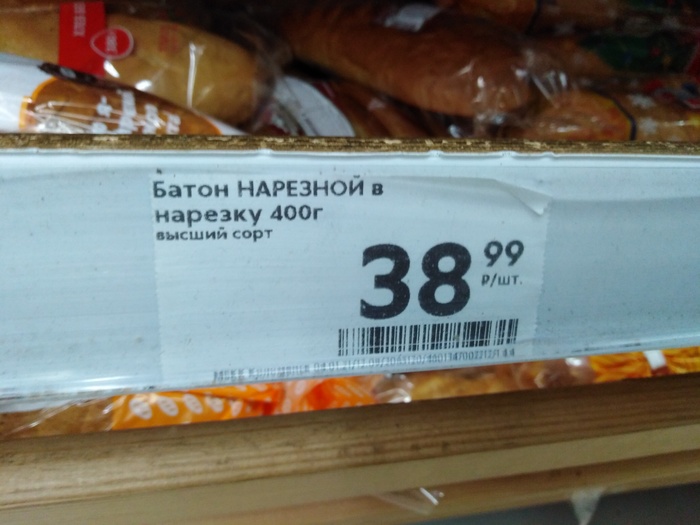 Батон НАРЕЗНОЙ в
нарезку 400г
высший сорт
38 99
₽/шт.